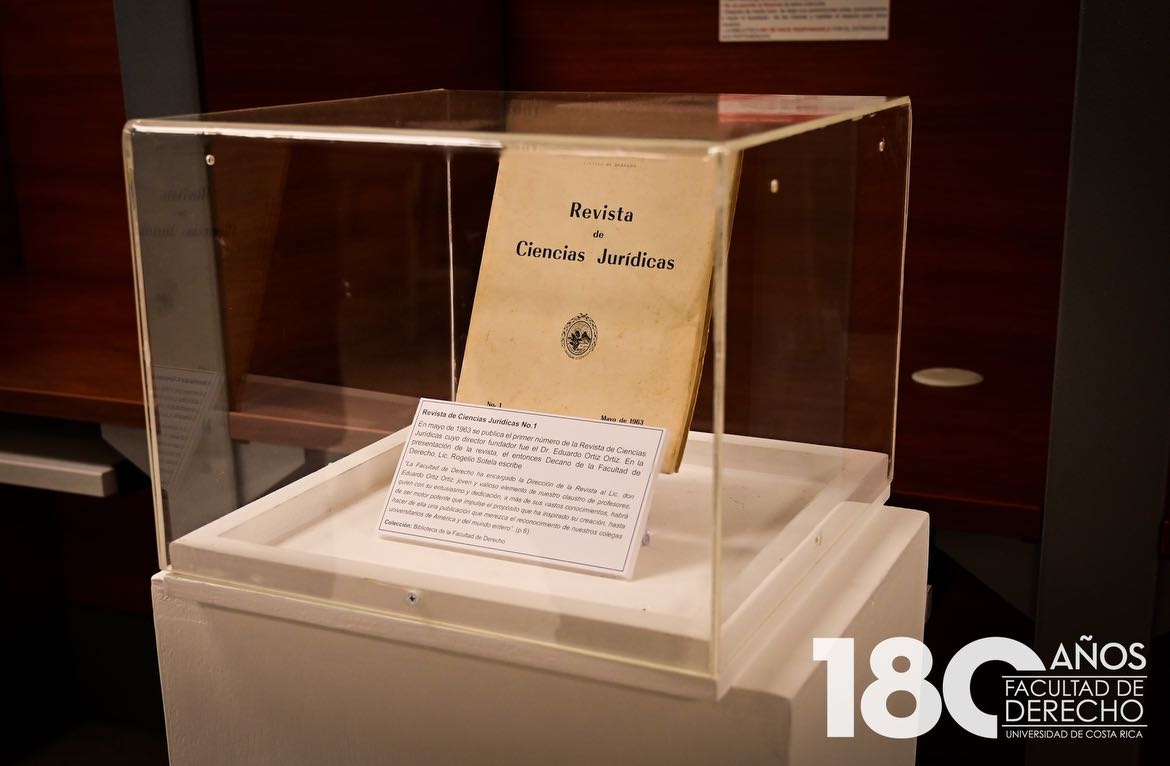 Revista
de
Ciencias Jurídicas
No. 1
Mayo de 1963
Revista de Ciencias Jurídicas No.1
En mayo de 1963 se publica el primer número de la Revista de Ciencias
Jurídicas cuyo director fundador fue el Dr. Eduardo Ortiz Ortiz. En la
presentación de la revista, el entonces Decano de la Facultad de
Derecho, Lic. Rogelio Sotela escribe
"La Facultad de Derecho ha encargado la Dirección de la Revista al Lic. don
Eduardo Ortiz Ortiz, joven y valioso elemento de nuestro claustro de profesores,
quien con su entusiasmo y dedicación, a más de sus vastos conocimientos, habrá
de ser motor potente que impulse el propósito que ha inspirado su creación, hasta
hacer de ella una publicación que merezca el reconocimiento de nuestros colegas
universitarios de América y del mundo entero". (p.6)
Colección: Biblioteca de la Facultad de Derecho
180 AÑOS
FACULTAD DE
DERECHO
UNIVERSIDAD DE COSTA RICA